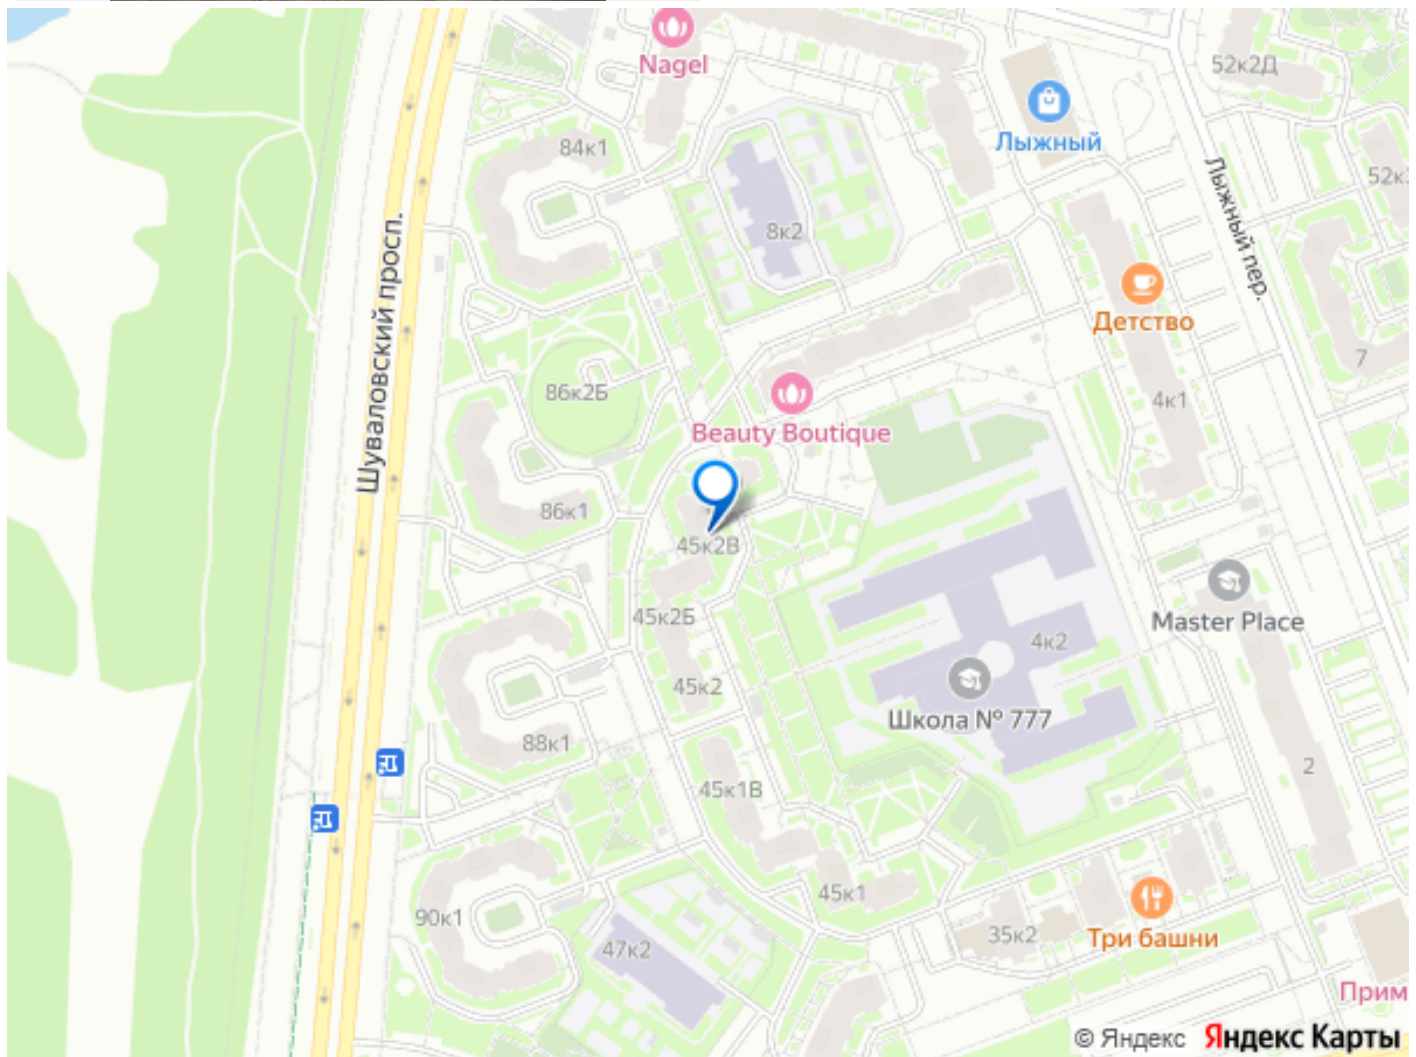 Nagel
52к2Д
Лыжный
84к1
Лыжный пер.
8к2
Шуваловский просп.
Детство
7
86к2Б
4к1
Beauty Boutique
86к1
45к2В
45к2Б
Master Place
4к2
45к2
Школа № 777
88к1
2
45к1В
45к1
90к1
35к2
Три башни
47к2
Прим
© Яндекс Яндекс Карты